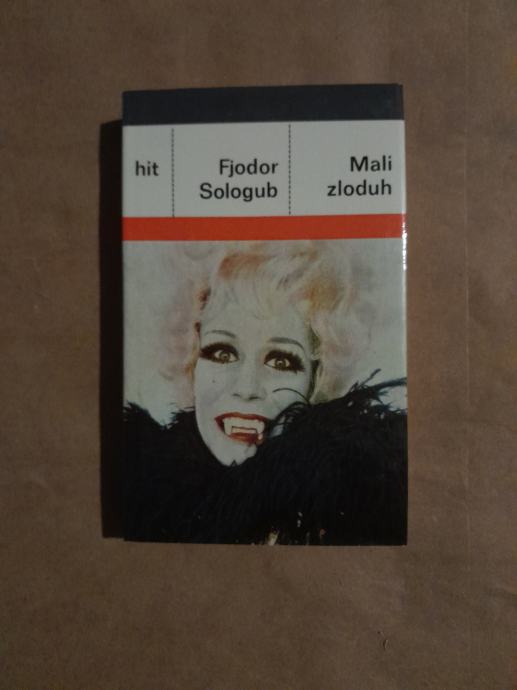 hit
Fjodor
Sologub
Mali
zloduh